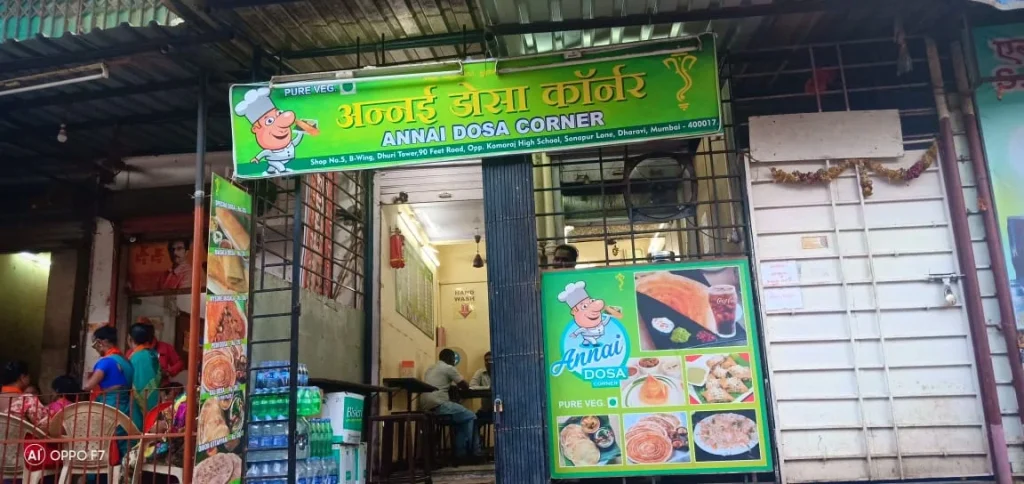 PURE VEG
अन्नई डोसा कॉर्नर
ANNAI DOSA CORNER
Shop No.5, B-Wing, Dhuri Tower,90 Feet Road, Opp. Kamaraj High School, Sonapur Lane, Dharavi, Mumbai - 400017.
HAND
WASH
Annai
DOSA
CORNER
PURE VEG
AI OPPO F7